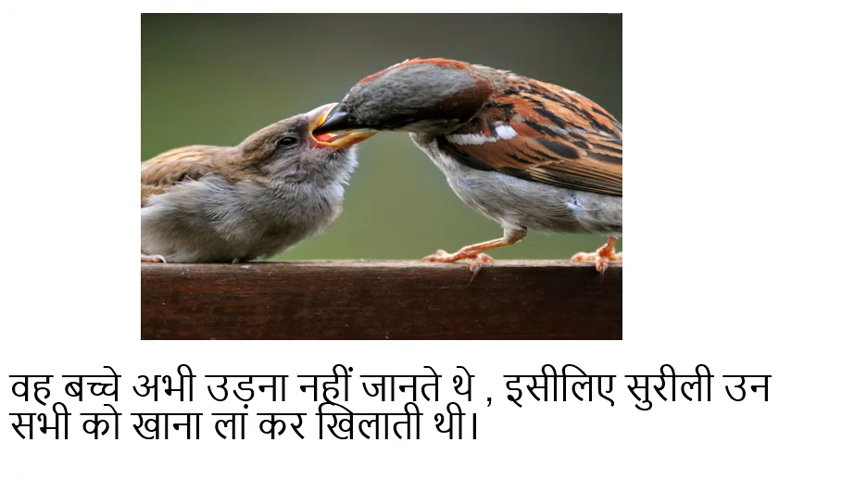 वह बच्चे अभी उड़ना नहीं जानते थे , इसीलिए सुरीली उन
सभी को खाना ला कर खिलाती थी।